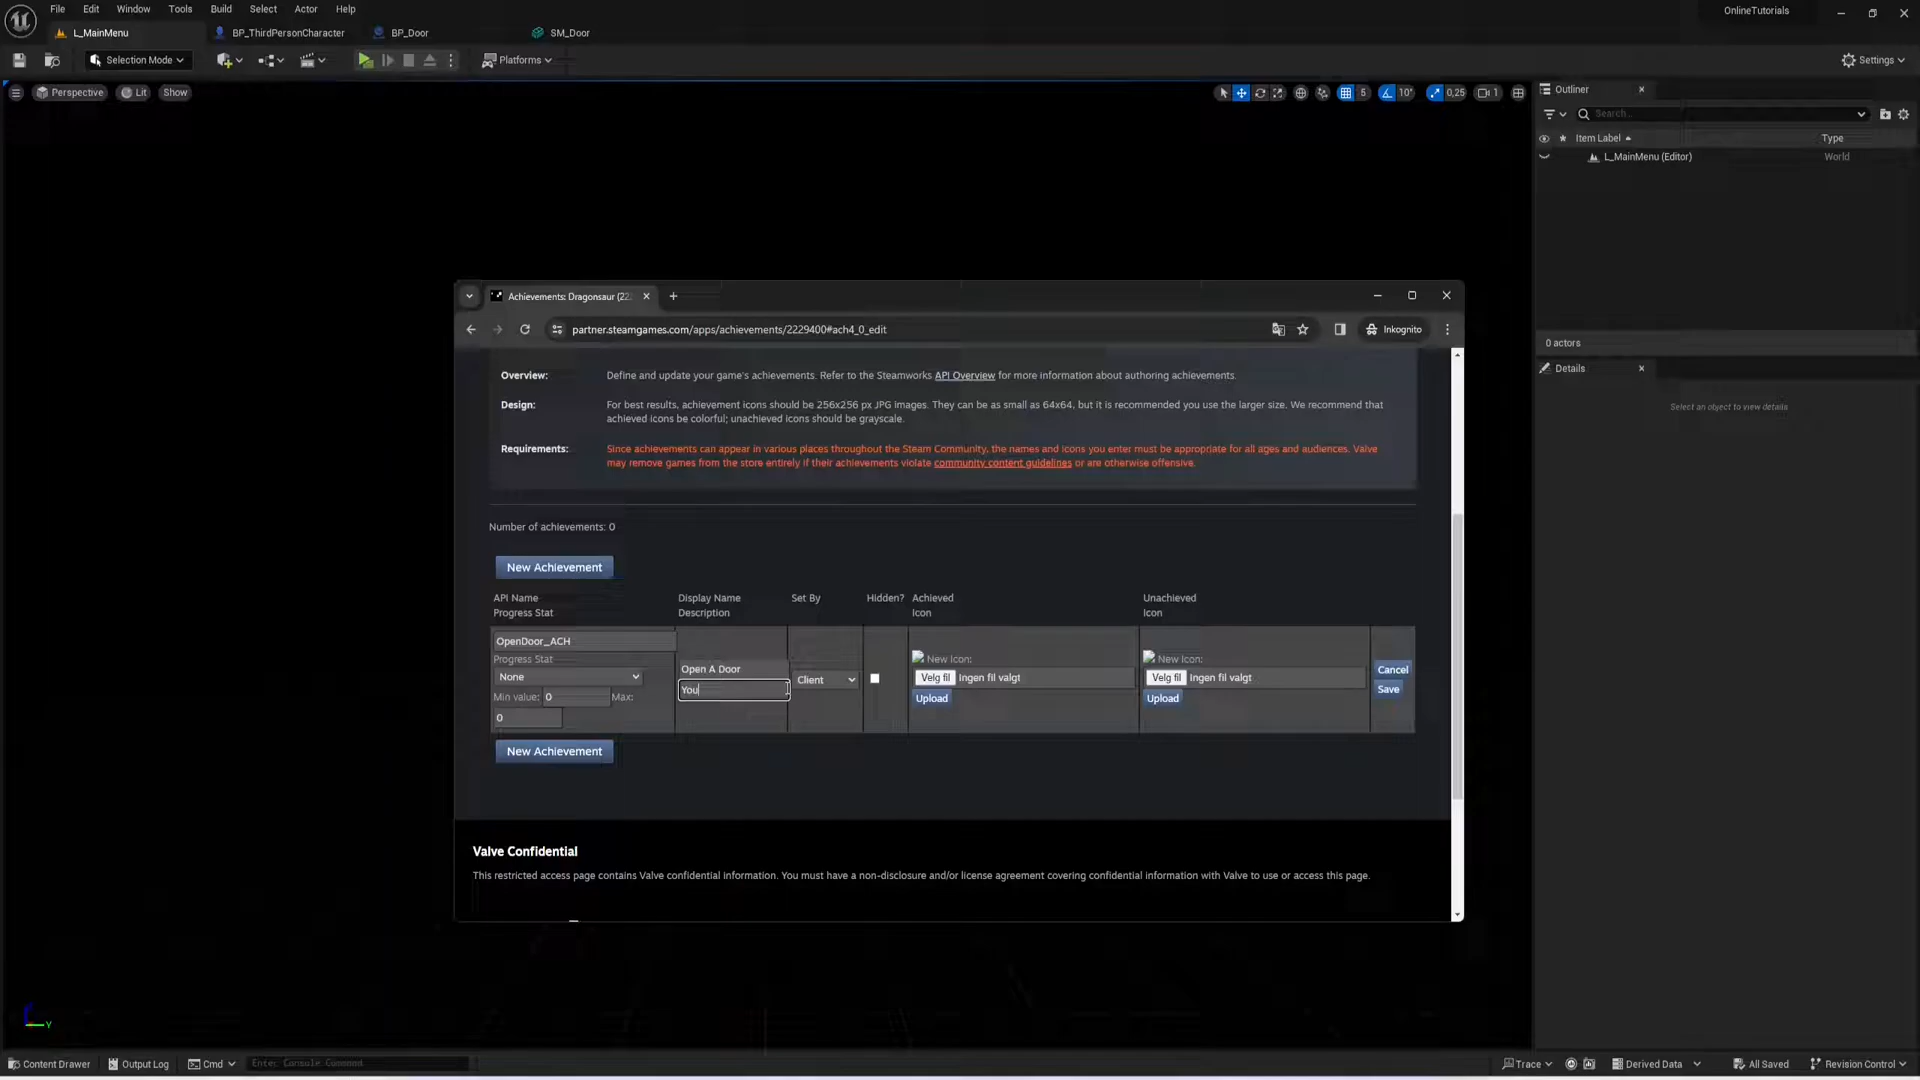 File Edit Window Tools Build Select Actor Help
OnlineTutorials
L_MainMenu BP_ThirdPersonCharacter BP_Door SM_Door
Selection Mode Platforms Settings
Perspective Lit Show 5 10° 0,25 1
Outliner
Search...
Item Label Type
L_MainMenu (Editor) World
0 actors
Details
Select an object to view details
Achievements: Dragonsaur (22
partner.steamgames.com/apps/achievements/2229400#ach4_0_edit Inkognito
Overview: Define and update your game's achievements. Refer to the Steamworks API Overview for more information about authoring achievements.
Design: For best results, achievement icons should be 256x256 px JPG images. They can be as small as 64x64, but it is recommended you use the larger size. We recommend that
achieved icons be colorful; unachieved icons should be grayscale.
Requirements: Since achievements can appear in various places throughout the Steam Community, the names and icons you enter must be appropriate for all ages and audiences. Valve
may remove games from the store entirely if their achievements violate community content guidelines or are otherwise offensive.
Number of achievements: 0
New Achievement
API Name Display Name Set By Hidden? Achieved Unachieved
Progress Stat Description Icon Icon
OpenDoor_ACH
Progress Stat New Icon: New Icon:
Open A Door
Cancel
None Client Velg fil Ingen fil valgt Velg fil Ingen fil valgt
You
Save
Min value: 0 Max: Upload Upload
0
New Achievement
Valve Confidential
This restricted access page contains Valve confidential information. You must have a non-disclosure and/or license agreement covering confidential information with Valve to use or access this page.
Y
Content Drawer Output Log Cmd Enter Console Command Trace Derived Data All Saved Revision Control